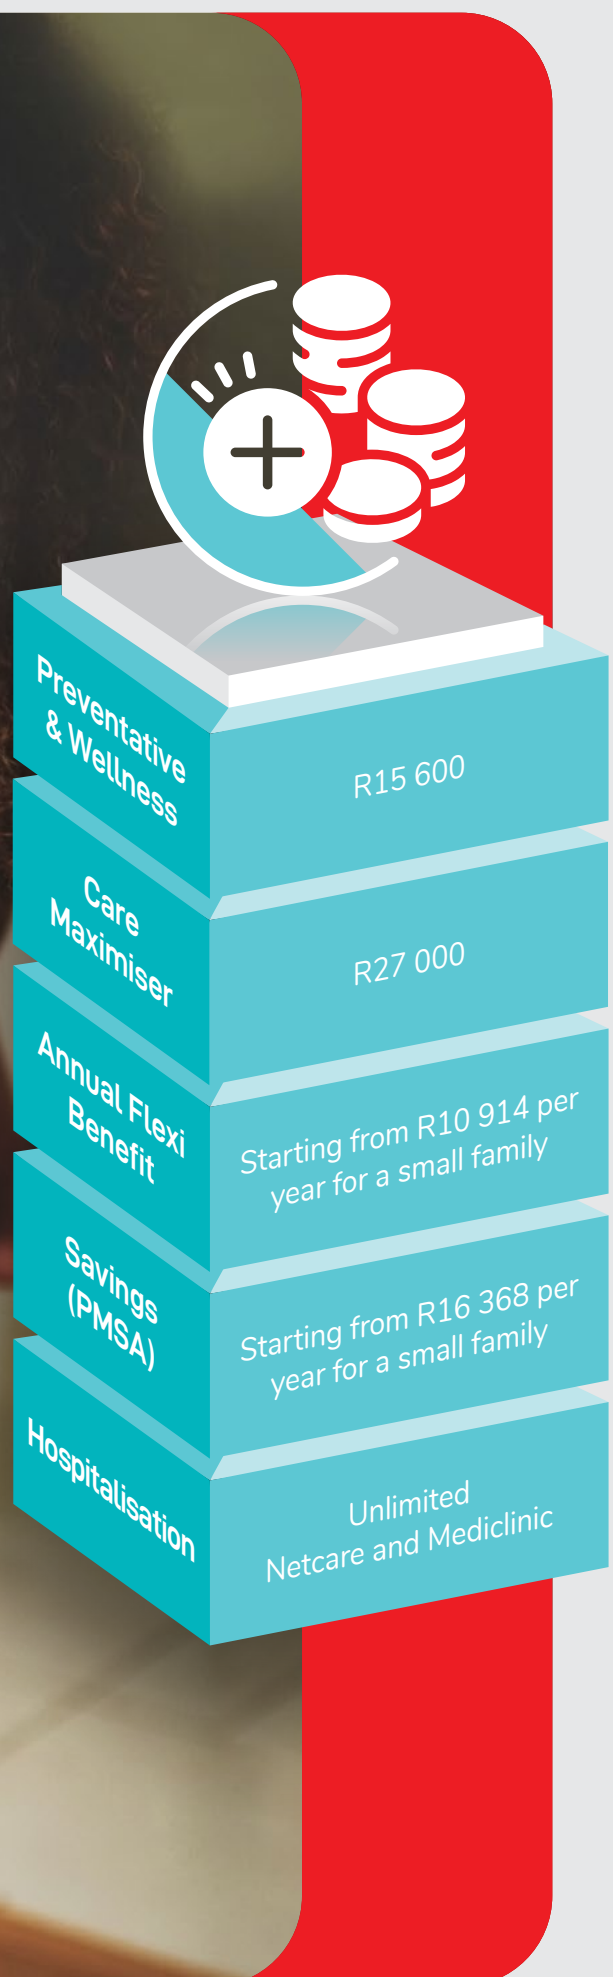 Preventative
& Wellness
R15 600
Care
Maximiser
R27 000
Annual Flexi
Benefit
Starting from R10 914 per
year for a small family
Savings
(PMSA)
Starting from R16 368 per
year for a small family
Hospitalisation
Unlimited
Netcare and Mediclinic